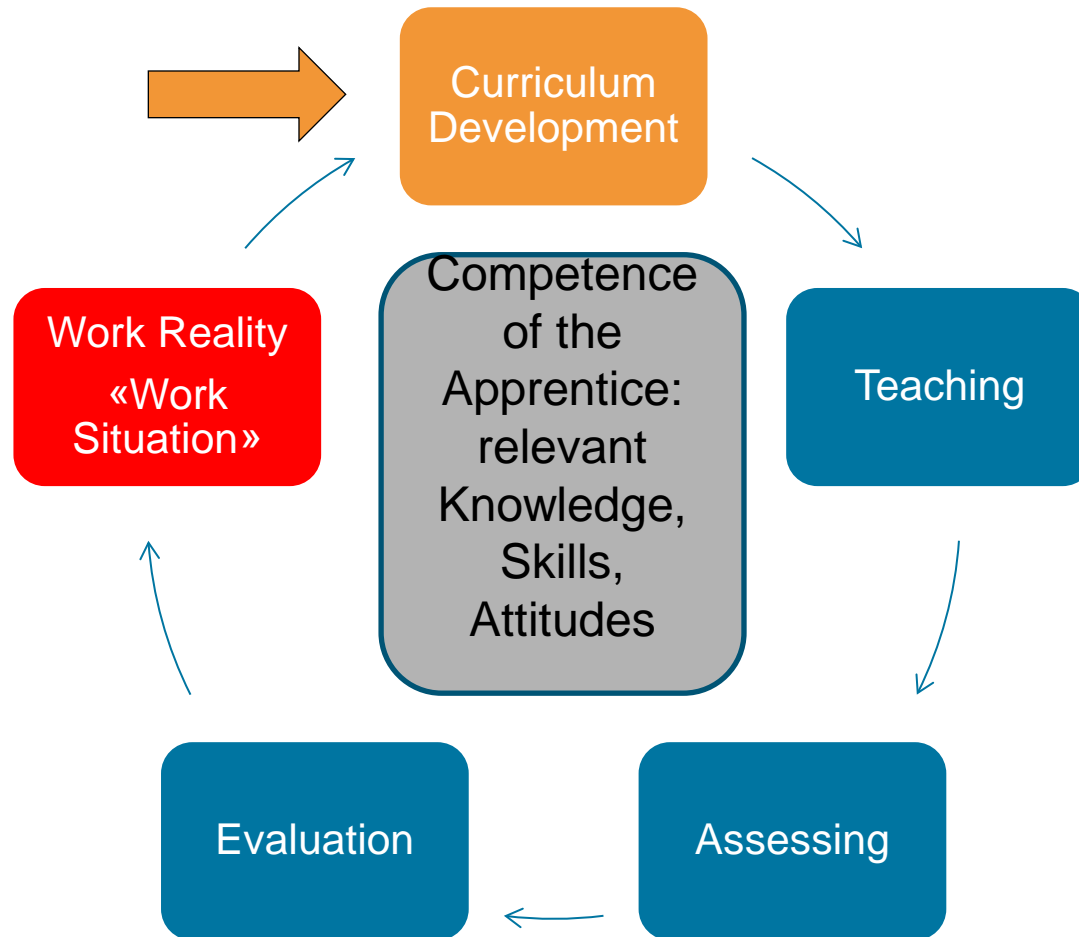 Curriculum
Development
Work Reality
«Work
Situation»
Competence
of the
Apprentice:
relevant
Knowledge,
Skills,
Attitudes
Teaching
Evaluation
Assessing